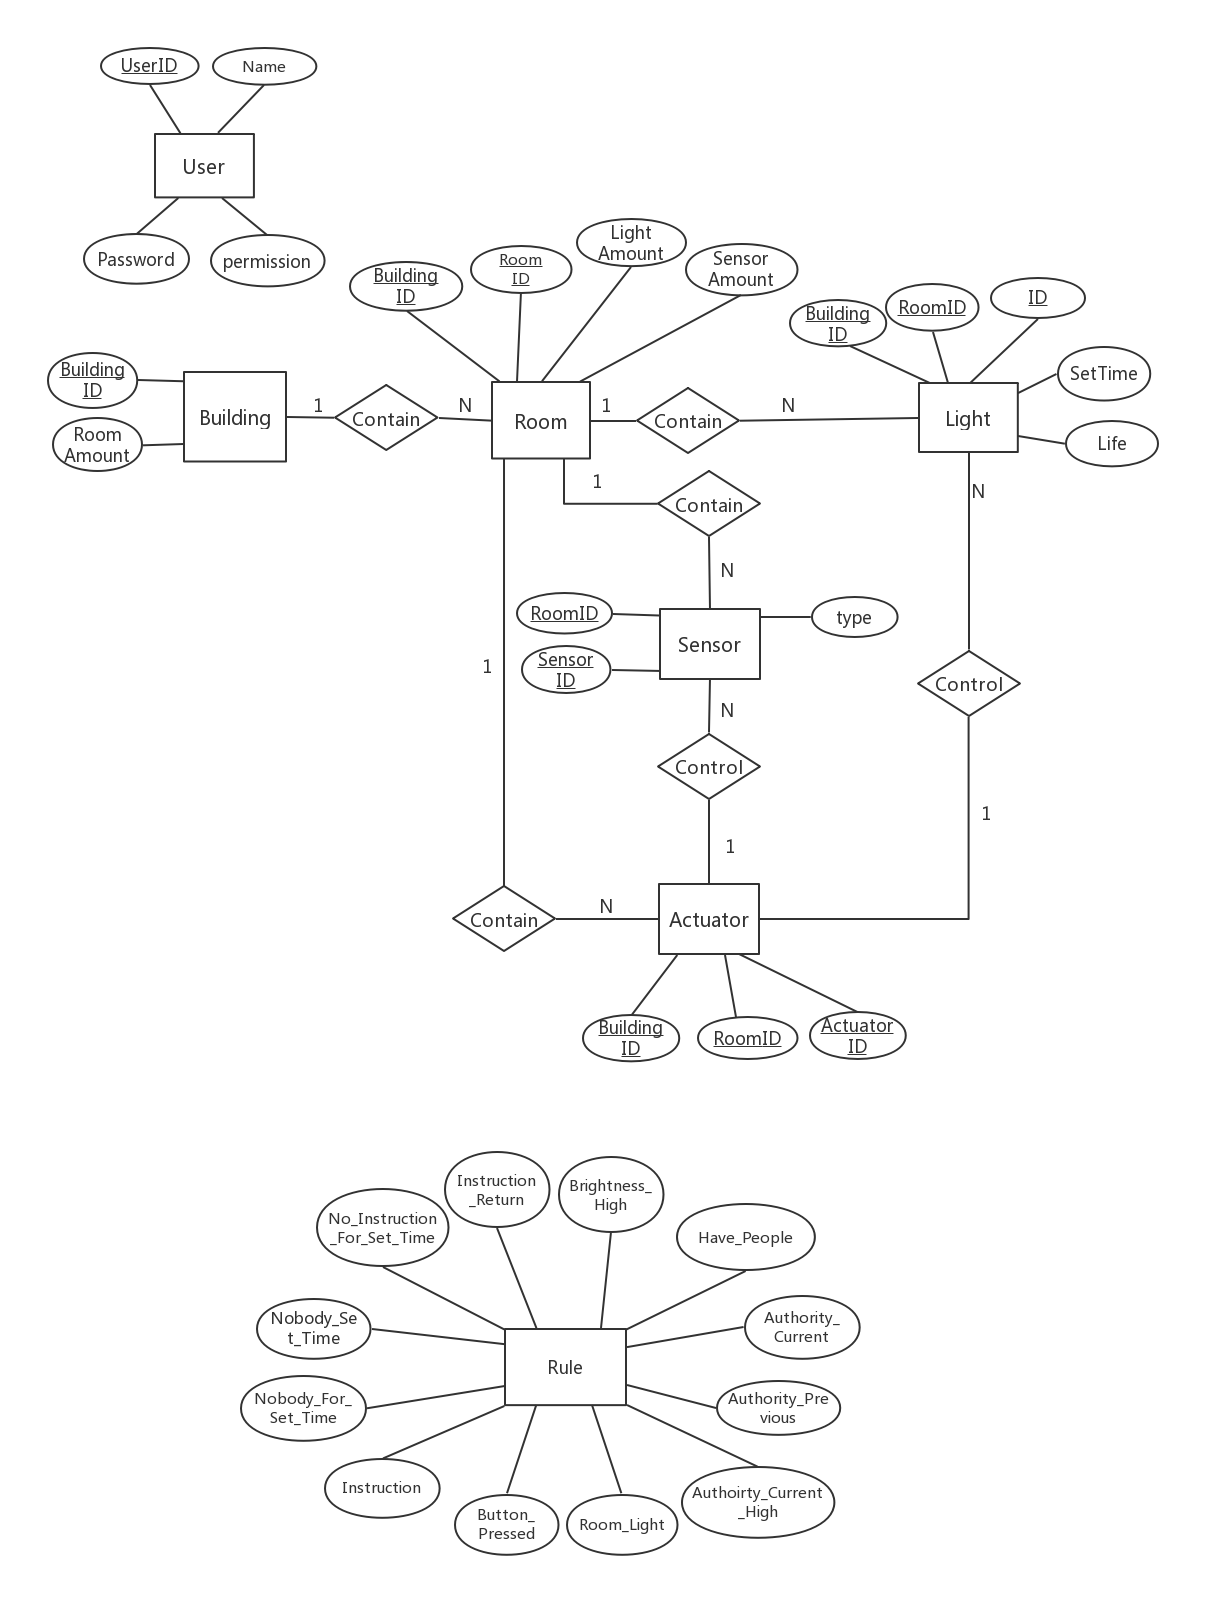 UserID
Name
User
Password
permission
Building
ID
Room
ID
Light
Amount
Sensor
Amount
Building
ID
RoomID
ID
SetTime
Life
Building
ID
Room
Amount
Building
1
Contain
N
Room
1
Contain
N
Light
1
Contain
N
N
RoomID
Sensor
ID
Sensor
type
1
N
Control
Control
1
1
Contain
N
Actuator
Building
ID
RoomID
Actuator
ID
No_Instruction
_For_Set_Time
Instruction
_Return
Brightness_
High
Have_People
Nobody_Se
t_Time
Authority_
Current
Rule
Nobody_For_
Set_Time
Authority_Pre
vious
Instruction
Button_
Pressed
Room_Light
Authoirty_Current
_High